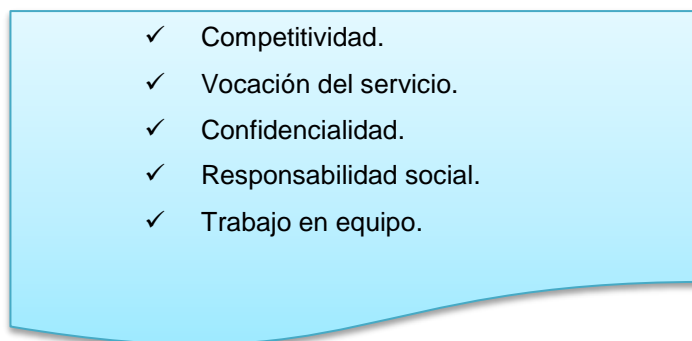 ✓ Competitividad.
✓ Vocación del servicio.
✓ Confidencialidad.
✓ Responsabilidad social.
✓ Trabajo en equipo.